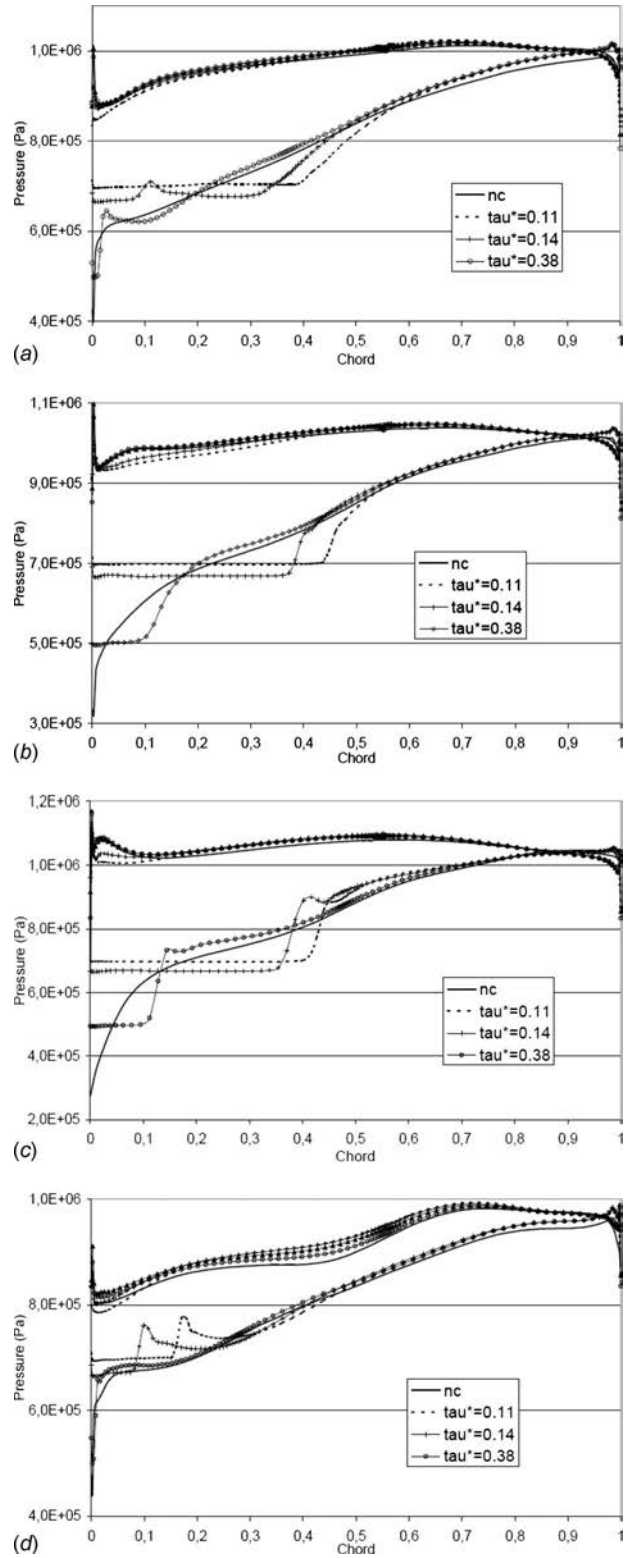 1,0E+06
8,0E+05
6,0E+05
4,0E+05
Pressure (Pa)
nc
tau*=0.11
tau*=0.14
tau*=0.38
0 0,1 0,2 0,3 0,4 0,5 0,6 0,7 0,8 0,9 1
Chord
(a)
1,1E+06
9,0E+05
7,0E+05
5,0E+05
3,0E+05
Pressure (Pa)
nc
tau*=0.11
tau*=0.14
tau*=0.38
0 0,1 0,2 0,3 0,4 0,5 0,6 0,7 0,8 0,9 1
Chord
(b)
1,2E+06
1,0E+06
8,0E+05
6,0E+05
4,0E+05
2,0E+05
Pressure (Pa)
nc
tau*=0.11
tau*=0.14
tau*=0.38
0 0,1 0,2 0,3 0,4 0,5 0,6 0,7 0,8 0,9 1
Chord
(c)
1,0E+06
8,0E+05
6,0E+05
4,0E+05
Pressure (Pa)
nc
tau*=0.11
tau*=0.14
tau*=0.38
0 0,1 0,2 0,3 0,4 0,5 0,6 0,7 0,8 0,9 1
Chord
(d)